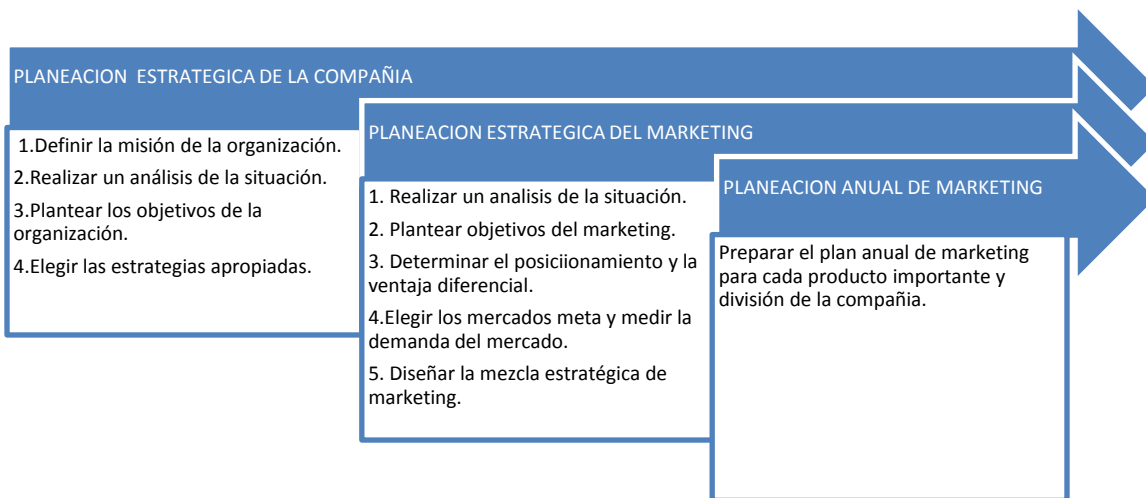 PLANEACION  ESTRATEGICA DE LA COMPAÑIA
1.Definir la misión de la organización.
2.Realizar un análisis de la situación.
3.Plantear los objetivos de la
organización.
4.Elegir las estrategias apropiadas.
PLANEACION ESTRATEGICA DEL MARKETING
1. Realizar un analisis de la situación.
2. Plantear objetivos del marketing.
3. Determinar el posiciionamiento y la
ventaja diferencial.
4.Elegir los mercados meta y medir la
demanda del mercado.
5. Diseñar la mezcla estratégica de
marketing.
PLANEACION ANUAL DE MARKETING
Preparar el plan anual de marketing
para cada producto importante y
división de la compañia.